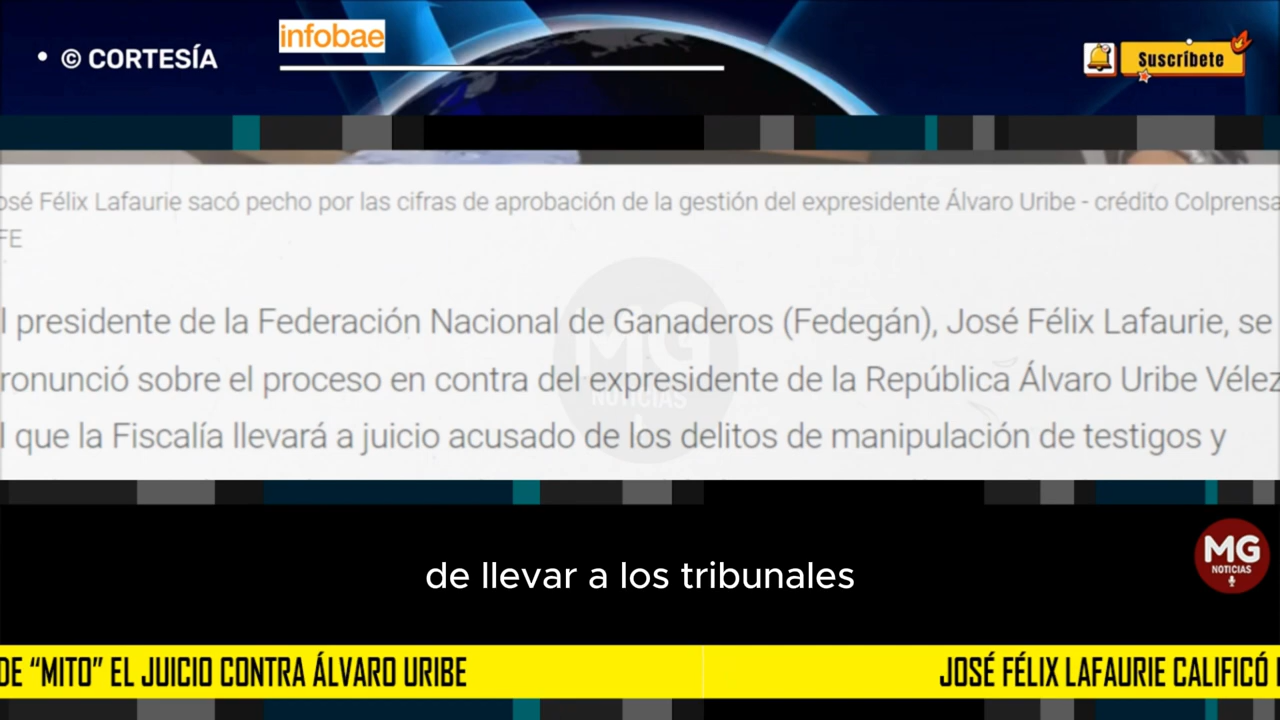 • © CORTESÍA
infobae
Suscríbete
osé Félix Lafaurie sacó pecho por las cifras de aprobación de la gestión del expresidente Álvaro Uribe - crédito Colprensa
FE
l presidente de la Federación Nacional de Ganaderos (Fedegán), José Félix Lafaurie, se
ronunció sobre el proceso en contra del expresidente de la República Álvaro Uribe Vélez
l que la Fiscalía llevará a juicio acusado de los delitos de manipulación de testigos y
MG
NOTICIAS
de llevar a los tribunales
MG
NOTICIAS
DE “MITO” EL JUICIO CONTRA ÁLVARO URIBE
JOSÉ FÉLIX LAFAURIE CALIFICÓ